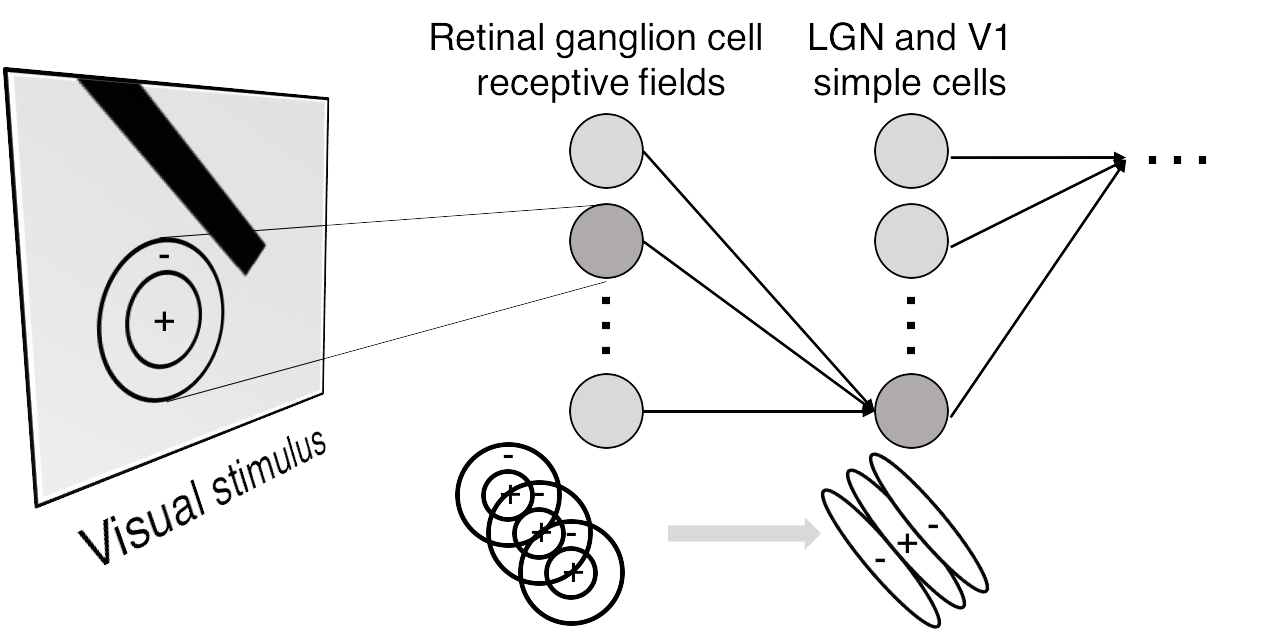 Retinal ganglion cell
receptive fields
LGN and V1
simple cells
. . .
-
+
Visual stimulus
-
+
-
+
-
+
-
+
-